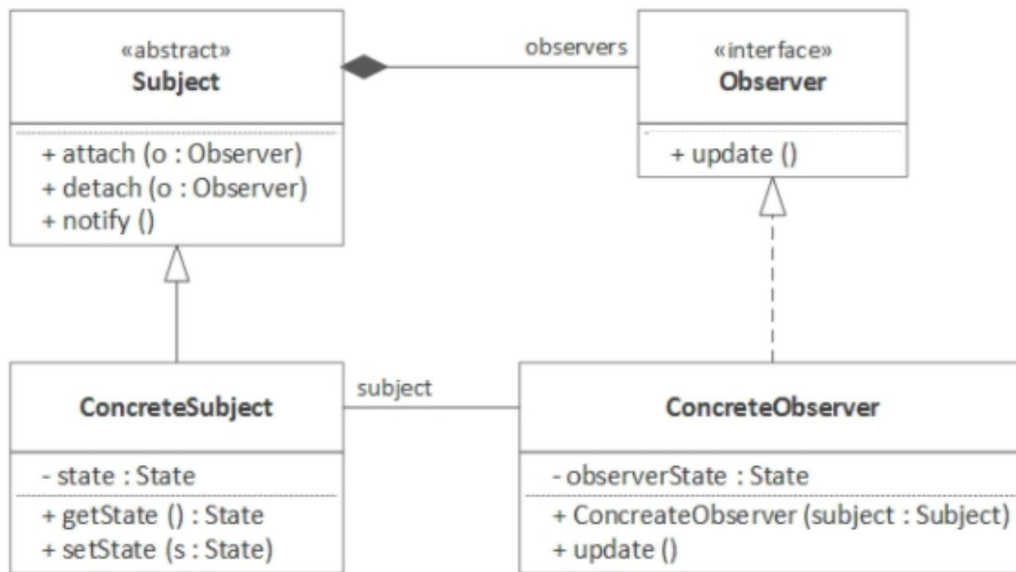 «abstract»
Subject
+ attach (o : Observer)
+ detach (o : Observer)
+ notify ()
observers
«interface»
Observer
+ update ()
ConcreteSubject
- state : State
+ getState () : State
+ setState (s : State)
subject
ConcreteObserver
- observerState : State
+ ConcreateObserver (subject : Subject)
+ update ()